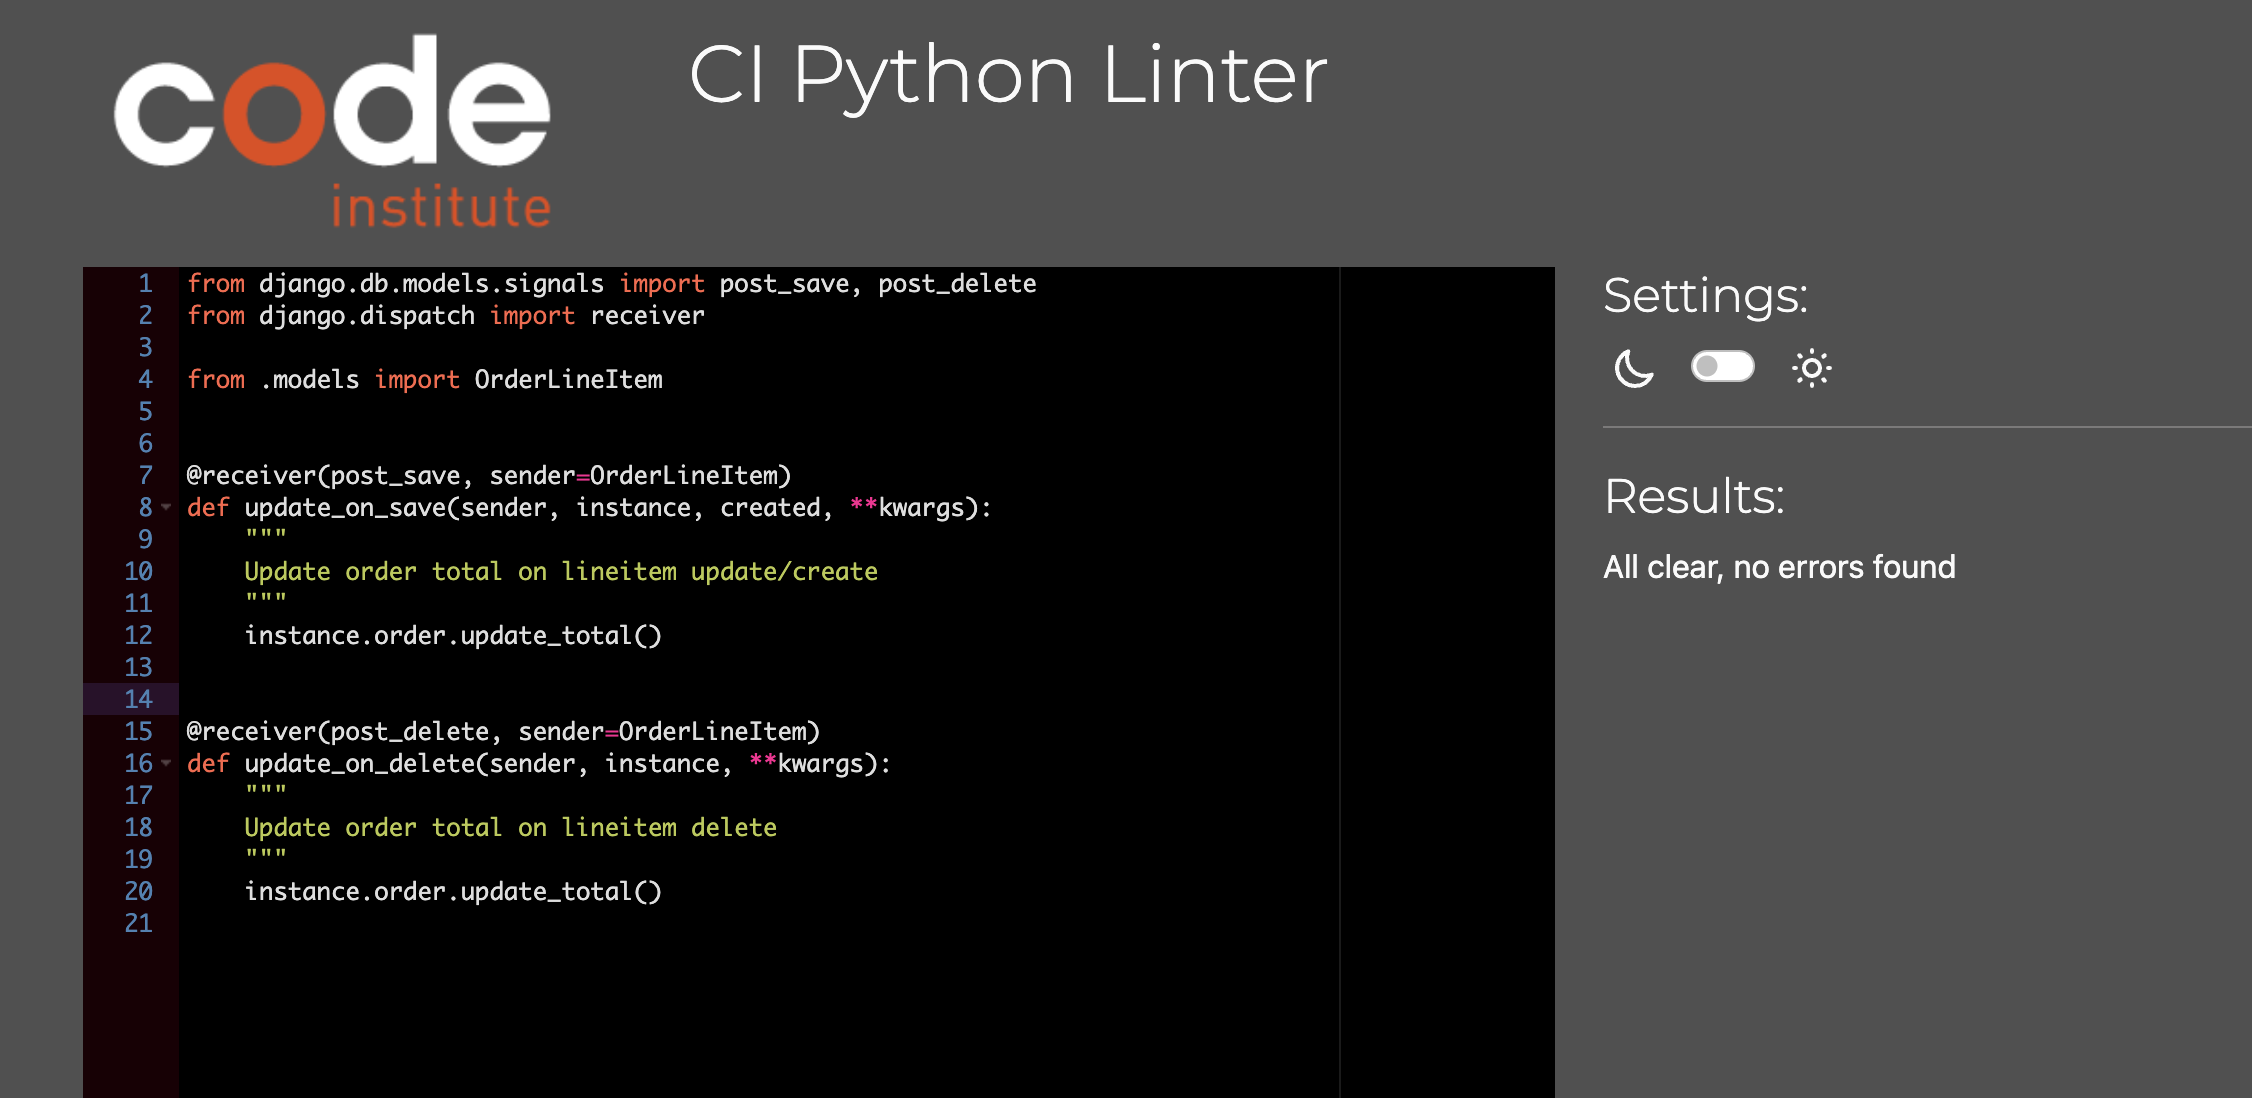 code
institute
CI Python Linter
1 from django.db.models.signals import post_save, post_delete
2 from django.dispatch import receiver
3
4 from .models import OrderLineItem
5
6
7 @receiver(post_save, sender=OrderLineItem)
8 def update_on_save(sender, instance, created, **kwargs):
9     """
10     Update order total on lineitem update/create
11     """
12     instance.order.update_total()
13
14
15 @receiver(post_delete, sender=OrderLineItem)
16 def update_on_delete(sender, instance, **kwargs):
17     """
18     Update order total on lineitem delete
19     """
20     instance.order.update_total()
21
Settings:
Results:
All clear, no errors found